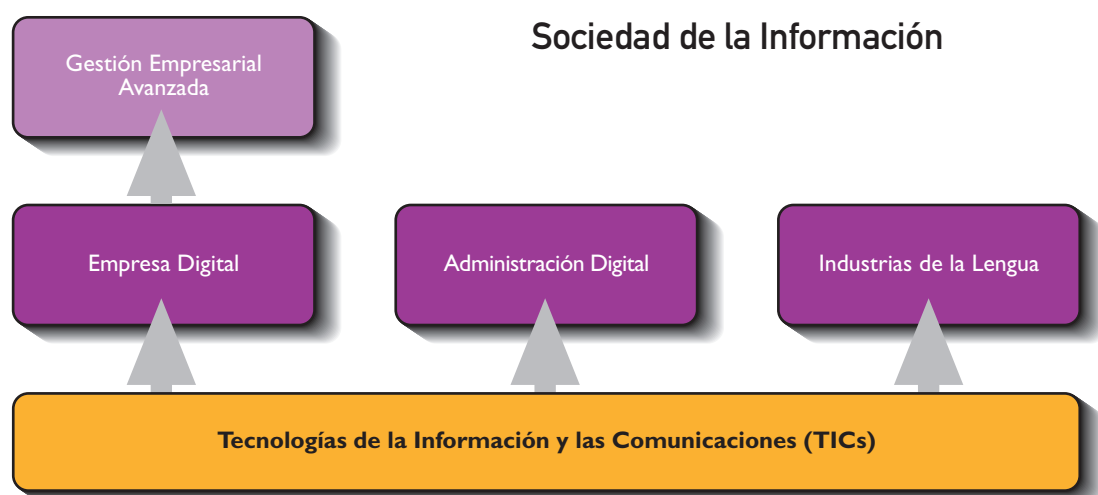 Sociedad de la Información
Gestión Empresarial
Avanzada
Empresa Digital
Administración Digital
Industrias de la Lengua
Tecnologías de la Información y las Comunicaciones (TICs)